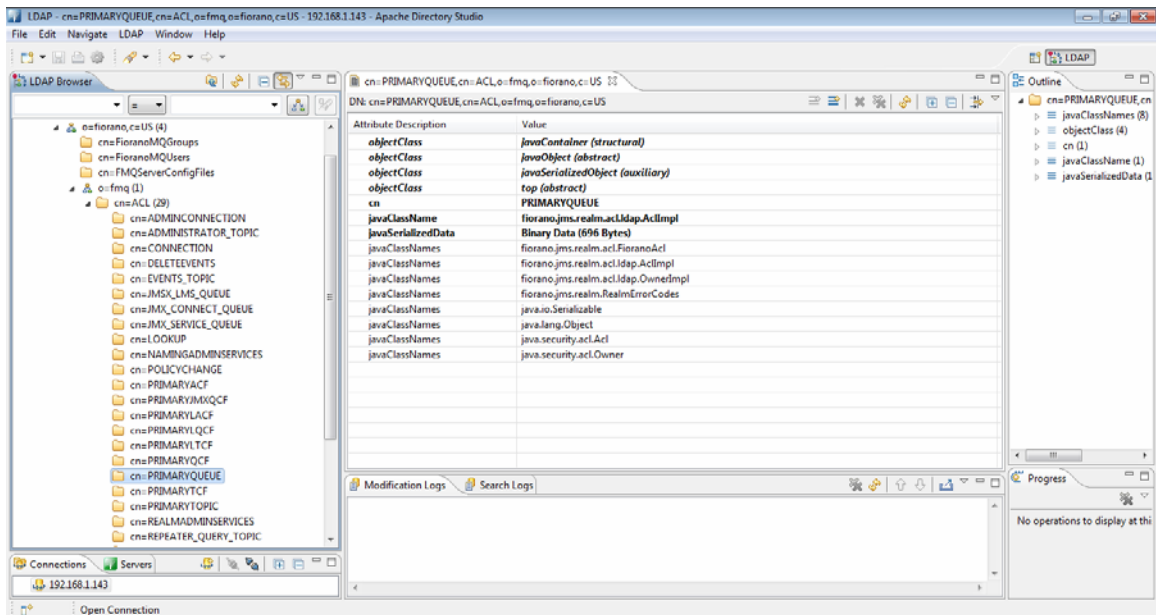 LDAP - cn=PRIMARYQUEUE,cn=ACL,o=fmq,o=fiorano,c=US - 192.168.1.143 - Apache Directory Studio
File Edit Navigate LDAP Window Help
LDAP
LDAP Browser
=
o=fiorano,c=US (4)
cn=FioranoMQGroups
cn=FioranoMQUsers
cn=FMQServerConfigFiles
o=fmq (1)
cn=ACL (29)
cn=ADMINCONNECTION
cn=ADMINISTRATOR_TOPIC
cn=CONNECTION
cn=DELETEEVENTS
cn=EVENTS_TOPIC
cn=JMSX_LMS_QUEUE
cn=JMX_CONNECT_QUEUE
cn=JMX_SERVICE_QUEUE
cn=LOOKUP
cn=NAMINGADMINSERVICES
cn=POLICYCHANGE
cn=PRIMARYACF
cn=PRIMARYJMXQCF
cn=PRIMARYLACF
cn=PRIMARYLQCF
cn=PRIMARYLTCF
cn=PRIMARYQCF
cn=PRIMARYQUEUE
cn=PRIMARYTCF
cn=PRIMARYTOPIC
cn=REALMADMINSERVICES
cn=REPEATER_QUERY_TOPIC
Connections Servers
192.168.1.143
Open Connection
cn=PRIMARYQUEUE,cn=ACL,o=fmq,o=fiorano,c=US
DN: cn=PRIMARYQUEUE,cn=ACL,o=fmq,o=fiorano,c=US
Attribute Description Value
objectClass javaContainer (structural)
objectClass javaObject (abstract)
objectClass javaSerializedObject (auxiliary)
objectClass top (abstract)
cn PRIMARYQUEUE
javaClassName fiorano.jms.realm.acl.ldap.AclImpl
javaSerializedData Binary Data (696 Bytes)
javaClassNames fiorano.jms.realm.acl.FioranoAcl
javaClassNames fiorano.jms.realm.acl.ldap.AclImpl
javaClassNames fiorano.jms.realm.acl.ldap.OwnerImpl
javaClassNames fiorano.jms.realm.RealmErrorCodes
javaClassNames java.io.Serializable
javaClassNames java.lang.Object
javaClassNames java.security.acl.Acl
javaClassNames java.security.acl.Owner
Modification Logs Search Logs
Outline
cn=PRIMARYQUEUE,cn
javaClassNames (8)
objectClass (4)
cn (1)
javaClassName (1)
javaSerializedData (1
Progress
No operations to display at thi